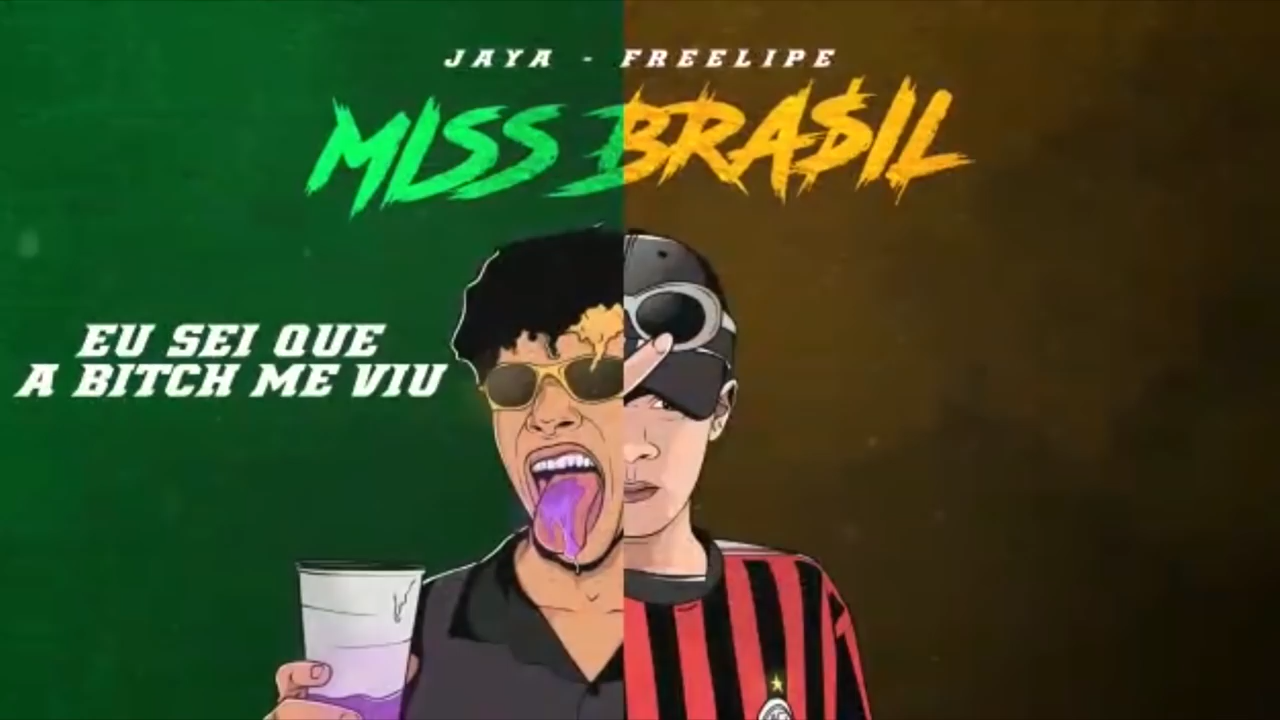 JAYA - FREELIPE
MISS BRA$IL
EU SEI QUE
A BITCH ME VIU